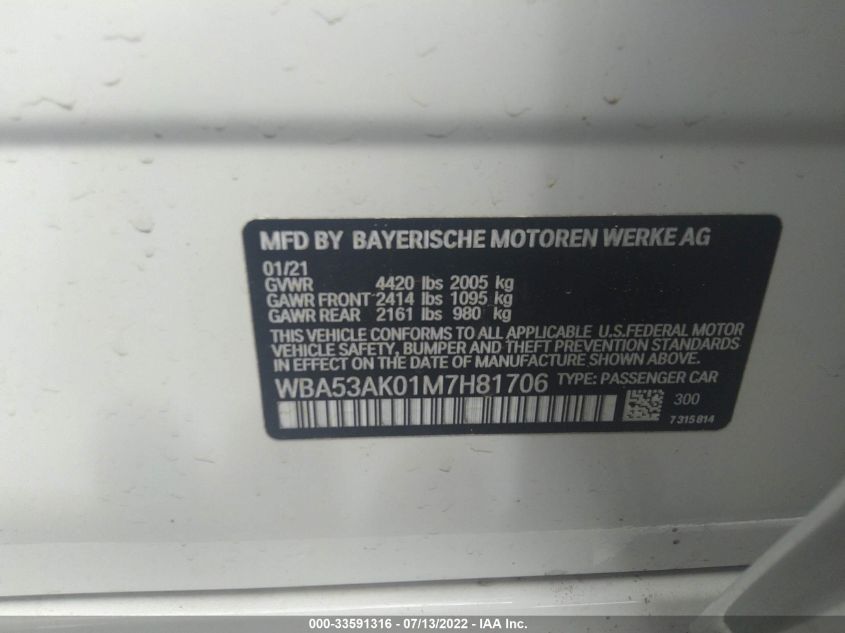 MFD BY BAYERISCHE MOTOREN WERKE AG
01/21
GVWR 4420 lbs 2005 kg
GAWR FRONT 2414 lbs 1095 kg
GAWR REAR 2161 lbs 980 kg
THIS VEHICLE CONFORMS TO ALL APPLICABLE U.S.FEDERAL MOTOR
VEHICLE SAFETY, BUMPER AND THEFT PREVENTION STANDARDS
IN EFFECT ON THE DATE OF MANUFACTURE SHOWN ABOVE.
WBA53AK01M7H81706 TYPE: PASSENGER CAR
300
7315814
000-33591316 - 07/13/2022 - IAA Inc.